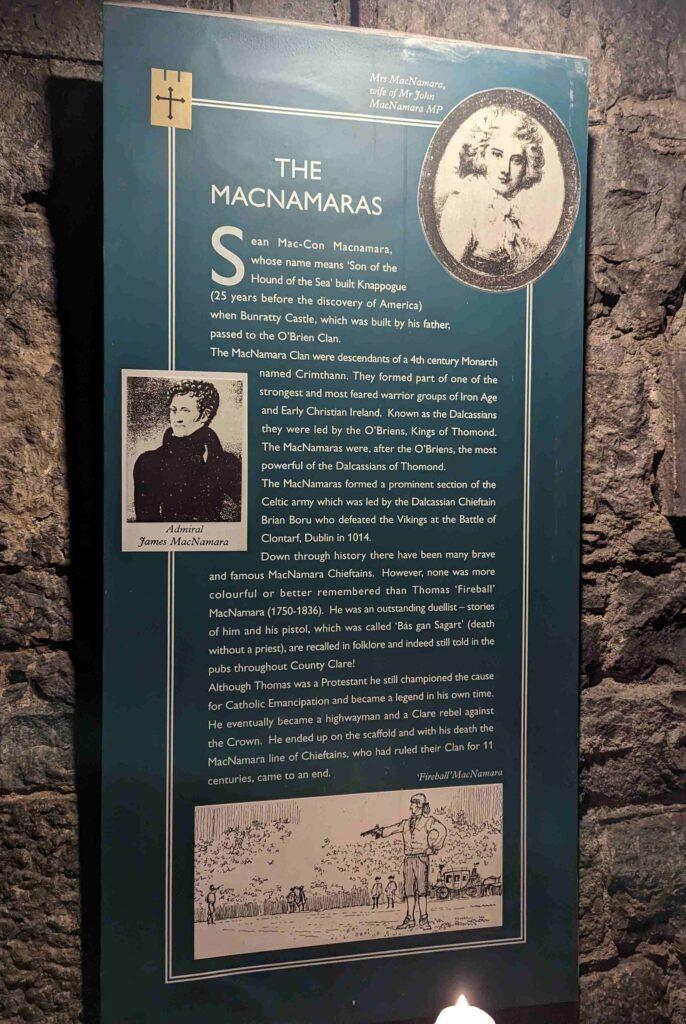 Mrs MacNamara,
wife of Mr John
MacNamara MP
THE
MACNAMARAS
Sean Mac-Con Macnamara,
whose name means 'Son of the
Hound of the Sea' built Knappogue
(25 years before the discovery of America)
when Bunratty Castle, which was built by his father,
passed to the O'Brien Clan.
The MacNamara Clan were descendants of a 4th century Monarch
named Crimthann. They formed part of one of the
strongest and most feared warrior groups of Iron Age
and Early Christian Ireland. Known as the Dalcassians
they were led by the O'Briens, Kings of Thomond.
The MacNamaras were, after the O'Briens, the most
powerful of the Dalcassians of Thomond.
The MacNamaras formed a prominent section of the
Celtic army which was led by the Dalcassian Chieftain
Brian Boru who defeated the Vikings at the Battle of
Clontarf, Dublin in 1014.
Admiral
James MacNamara
Down through history there have been many brave
and famous MacNamara Chieftains. However, none was more
colourful or better remembered than Thomas 'Fireball'
MacNamara (1750-1836). He was an outstanding duellist – stories
of him and his pistol, which was called 'Bás gan Sagart' (death
without a priest), are recalled in folklore and indeed still told in the
pubs throughout County Clare!
Although Thomas was a Protestant he still championed the cause
for Catholic Emancipation and became a legend in his own time.
He eventually became a highwayman and a Clare rebel against
the Crown. He ended up on the scaffold and with his death the
MacNamara line of Chieftains, who had ruled their Clan for 11
centuries, came to an end.
'Fireball' MacNamara